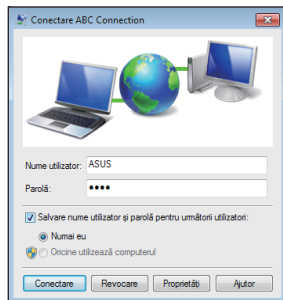 Conectare ABC Connection
Nume utilizator: ASUS
Parolă: ••••
Salvare nume utilizator și parolă pentru următorii utilizatori:
Numai eu
Oricine utilizează computerul
Conectare Revocare Proprietăți Ajutor